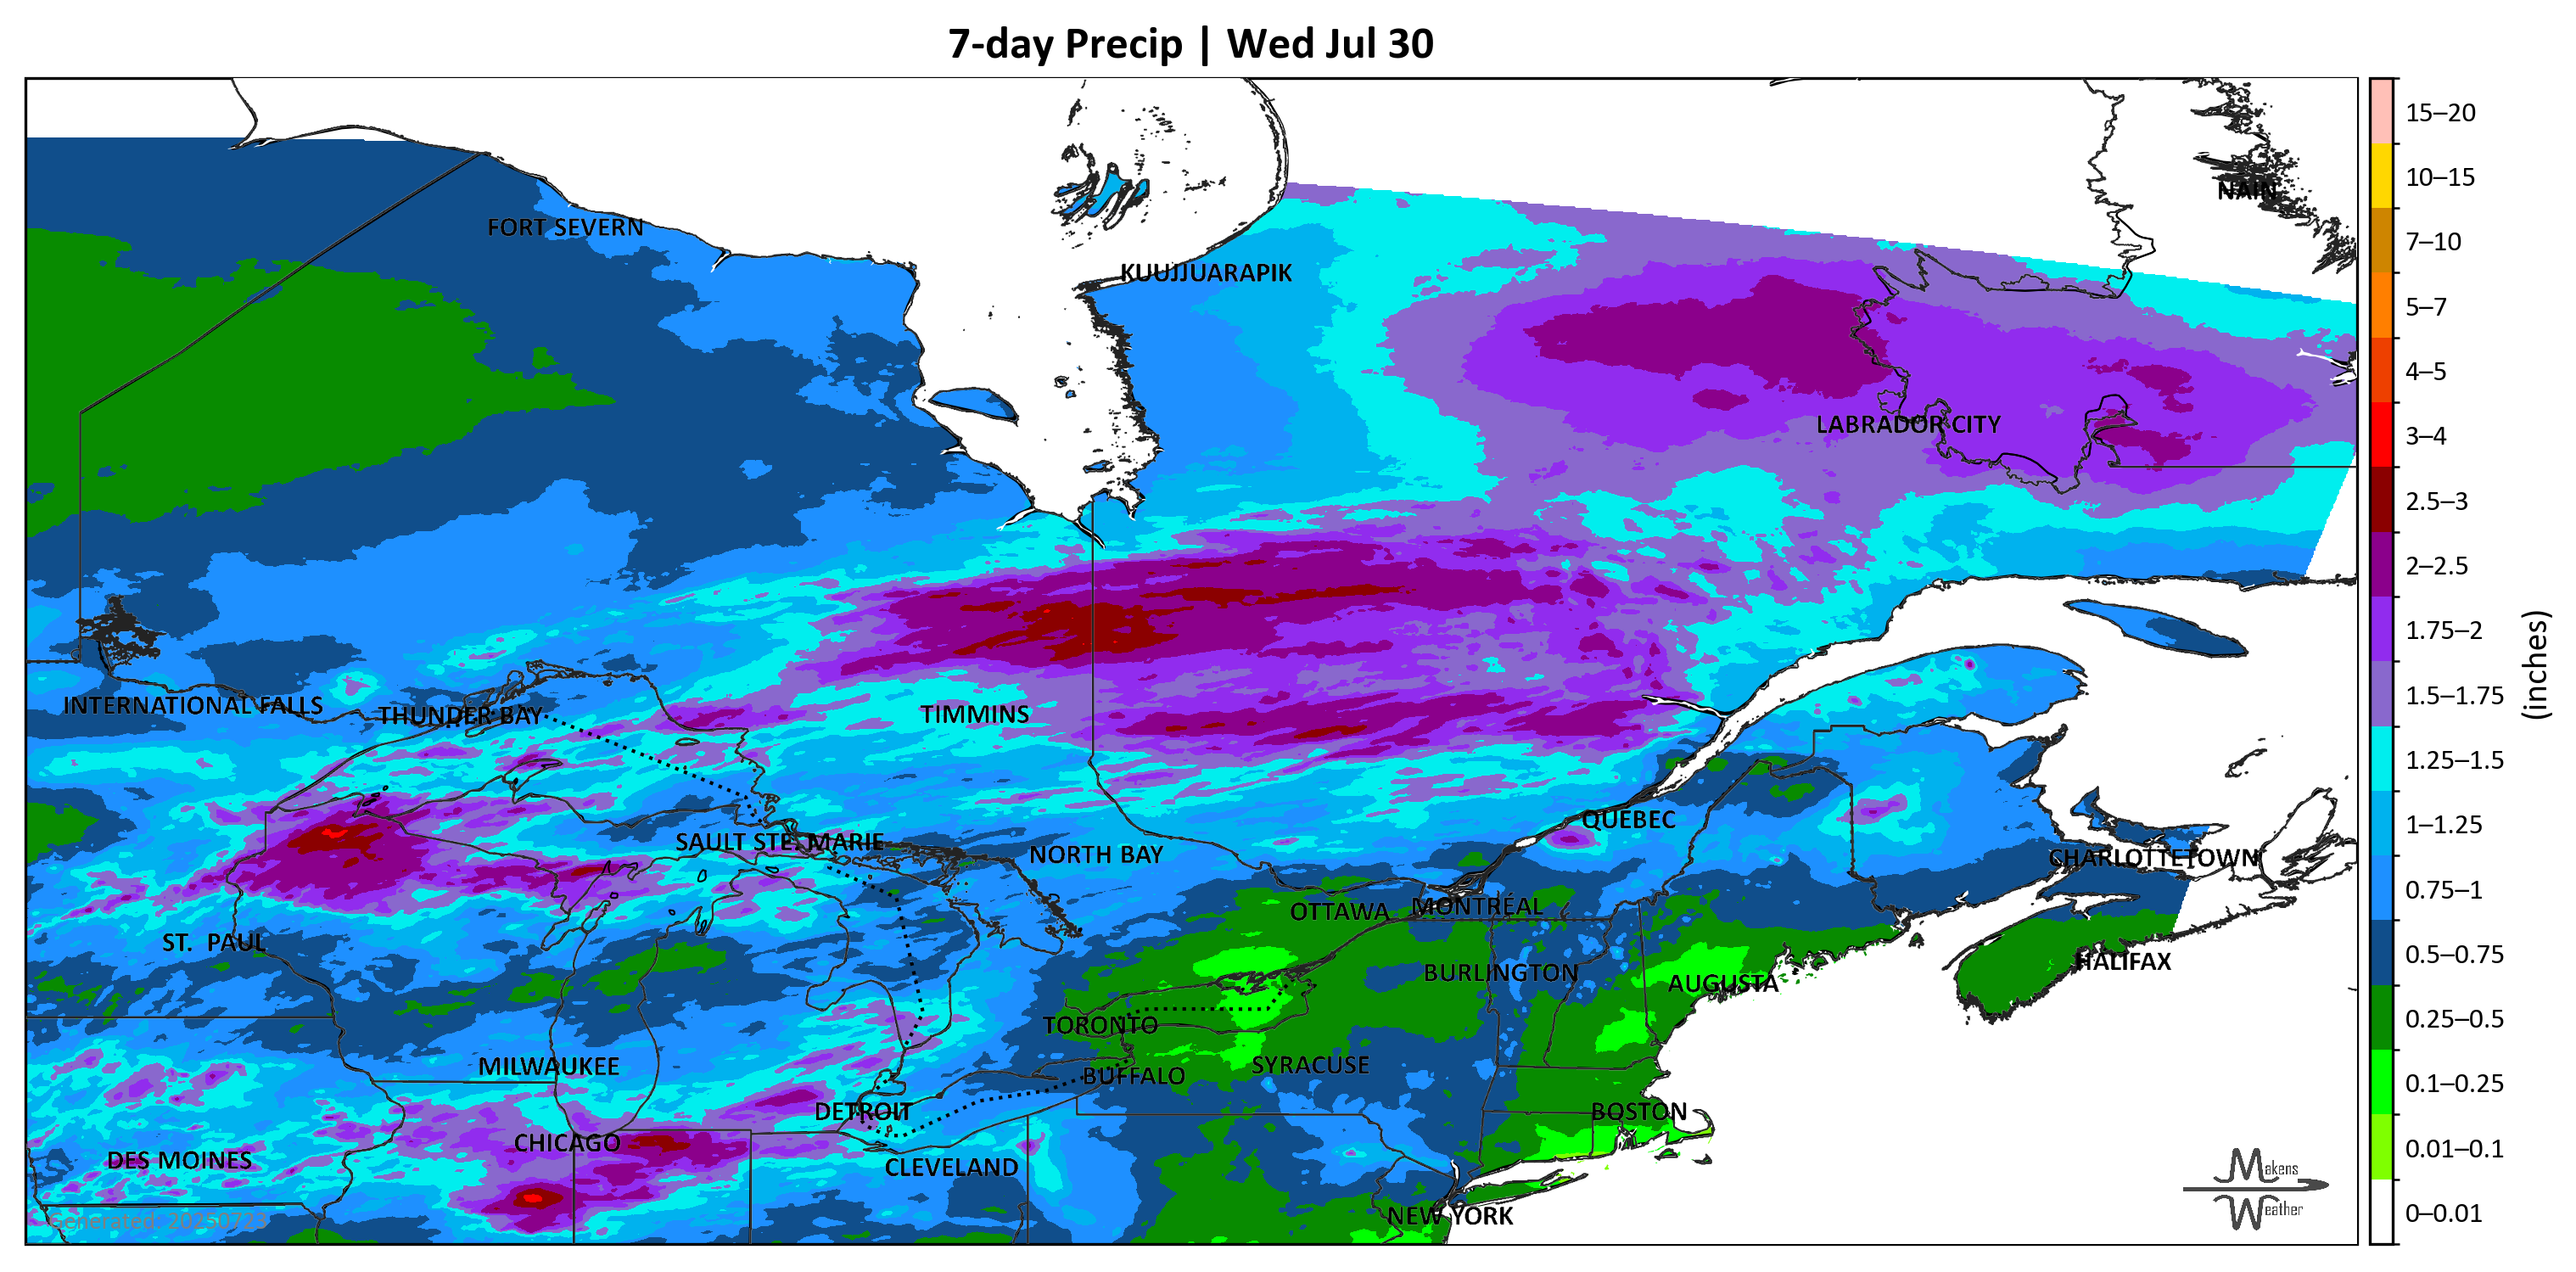 7-day Precip | Wed Jul 30
NAIN
FORT SEVERN
KUUJJUARAPIK
LABRADOR CITY
INTERNATIONAL FALLS
THUNDER BAY
TIMMINS
QUEBEC
SAULT STE. MARIE
NORTH BAY
CHARLOTTETOWN
OTTAWA
MONTRÉAL
ST. PAUL
HALIFAX
BURLINGTON
AUGUSTA
TORONTO
MILWAUKEE
SYRACUSE
BUFFALO
DETROIT
BOSTON
CHICAGO
DES MOINES
CLEVELAND
NEW YORK
Generated: 20250723
Makens
Weather
15–20
10–15
7–10
5–7
4–5
3–4
2.5–3
2–2.5
1.75–2
1.5–1.75
1.25–1.5
1–1.25
0.75–1
0.5–0.75
0.25–0.5
0.1–0.25
0.01–0.1
0–0.01
(inches)